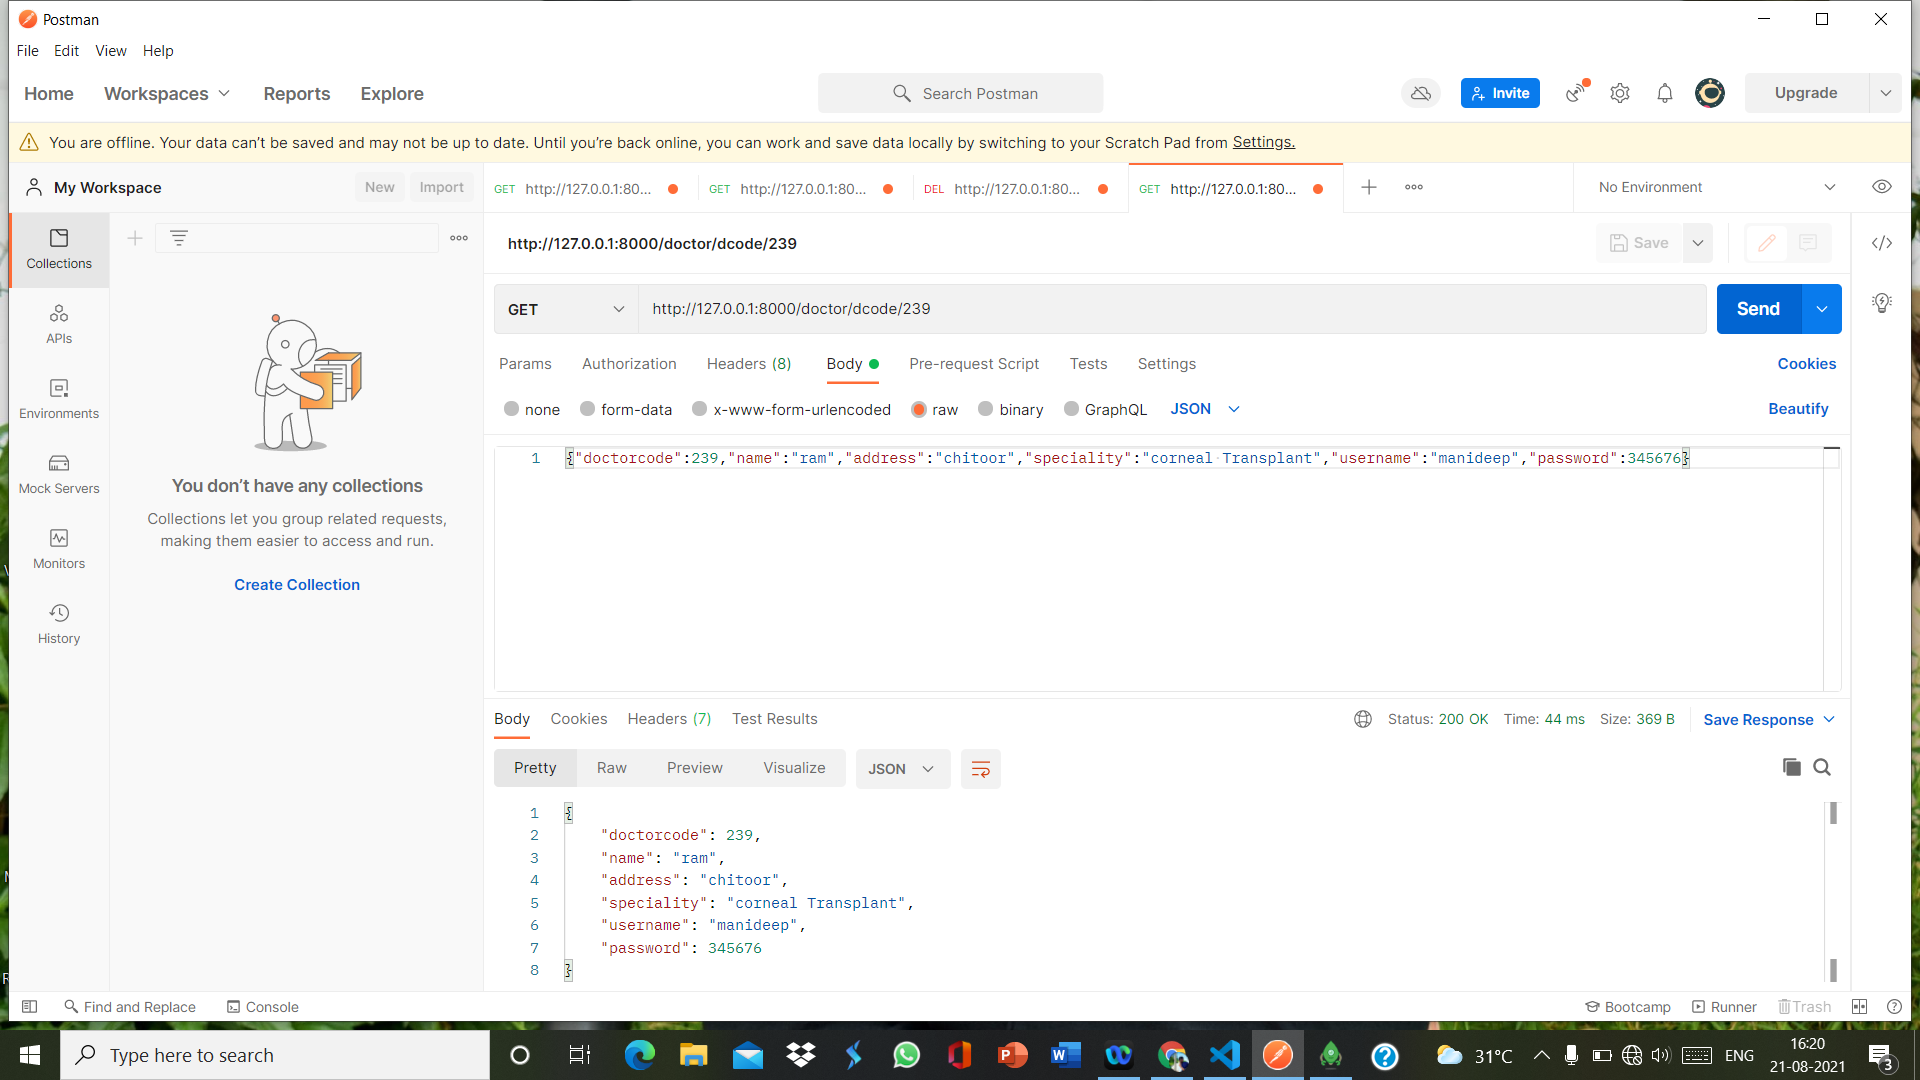 Postman
File Edit View Help
Home Workspaces Reports Explore Search Postman Invite Upgrade
You are offline. Your data can't be saved and may not be up to date. Until you're back online, you can work and save data locally by switching to your Scratch Pad from Settings.
My Workspace New Import
GET http://127.0.0.1:80... GET http://127.0.0.1:80... DEL http://127.0.0.1:80... GET http://127.0.0.1:80... No Environment
Collections
APIs
Environments
Mock Servers
Monitors
History
You don't have any collections
Collections let you group related requests,
making them easier to access and run.
Create Collection
http://127.0.0.1:8000/doctor/dcode/239 Save
GET http://127.0.0.1:8000/doctor/dcode/239 Send
Params Authorization Headers (8) Body Pre-request Script Tests Settings Cookies
none form-data x-www-form-urlencoded raw binary GraphQL JSON Beautify
1 {"doctorcode":239,"name":"ram","address":"chitoor","speciality":"corneal Transplant","username":"manideep","password":345676}
Body Cookies Headers (7) Test Results Status: 200 OK Time: 44 ms Size: 369 B Save Response
Pretty Raw Preview Visualize JSON
1 {
2 "doctorcode": 239,
3 "name": "ram",
4 "address": "chitoor",
5 "speciality": "corneal Transplant",
6 "username": "manideep",
7 "password": 345676
8 }
Find and Replace Console Bootcamp Runner Trash
Type here to search 31°C ENG 16:20
21-08-2021 3